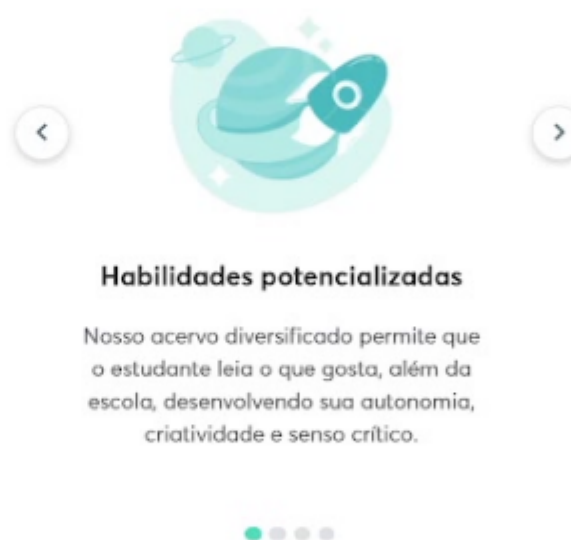 Habilidades potencializadas
Nosso acervo diversificado permite que
o estudante leia o que gosta, além da
escola, desenvolvendo sua autonomia,
criatividade e senso crítico.